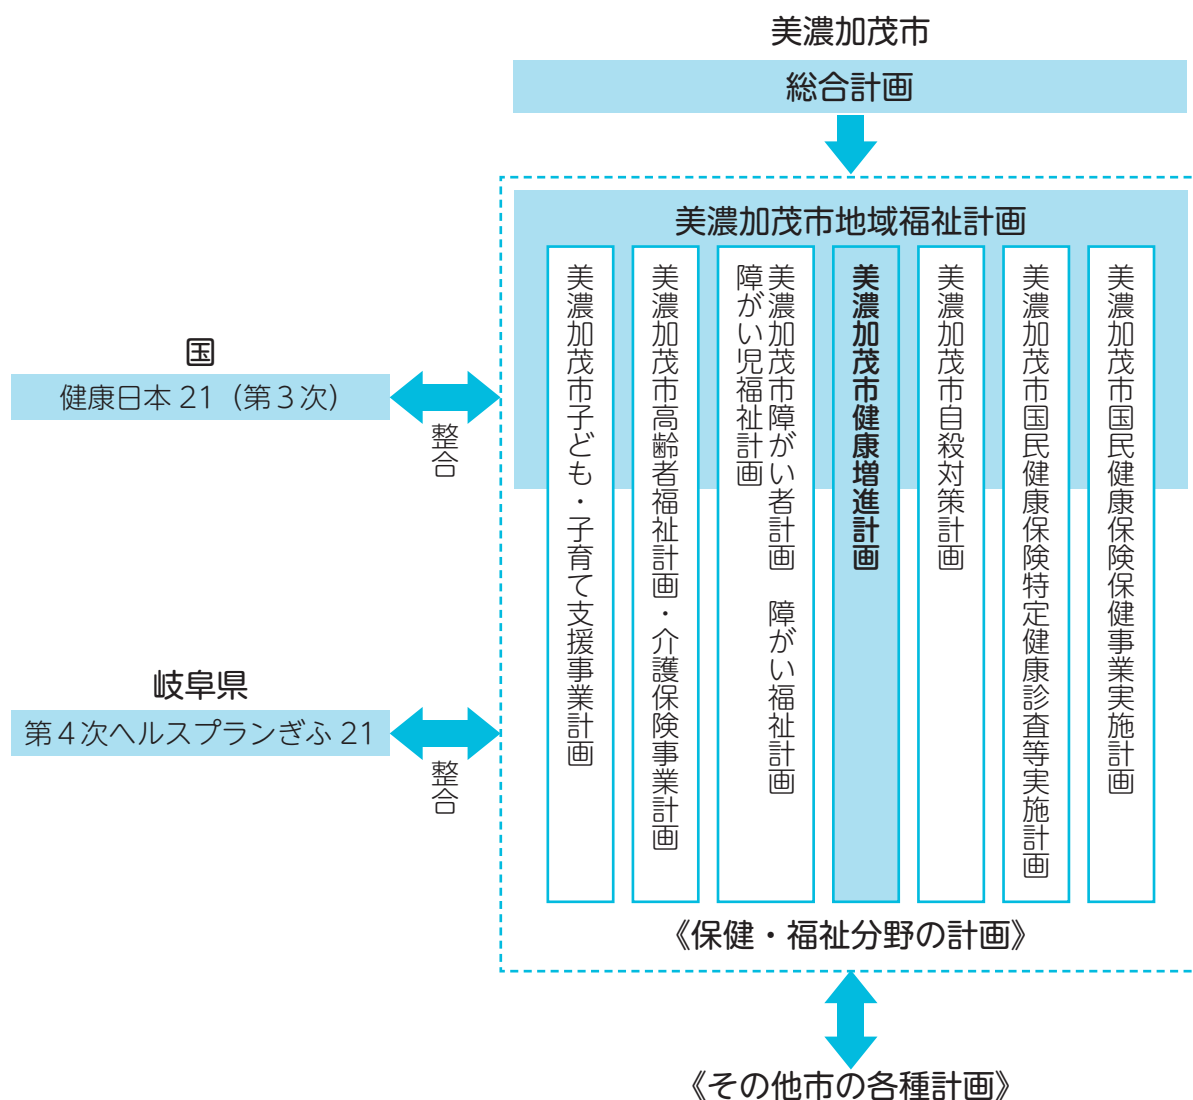 美濃加茂市
総合計画
美濃加茂市地域福祉計画
美濃加茂市子ども・子育て支援事業計画
美濃加茂市高齢者福祉計画・介護保険事業計画
美濃加茂市障がい者計画　障がい福祉計画
障がい児福祉計画
美濃加茂市健康増進計画
美濃加茂市自殺対策計画
美濃加茂市国民健康保険特定健康診査等実施計画
美濃加茂市国民健康保険保健事業実施計画
《保健・福祉分野の計画》
国
健康日本 21（第３次）
整合
岐阜県
第４次ヘルスプランぎふ 21
整合
《その他市の各種計画》